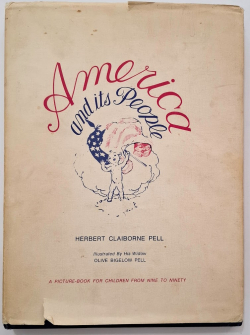 America
and its People
HERBERT CLAIBORNE PELL
Illustrated By His Widow
OLIVE BIGELOW PELL
A PICTURE-BOOK FOR CHILDREN FROM NINE TO NINETY